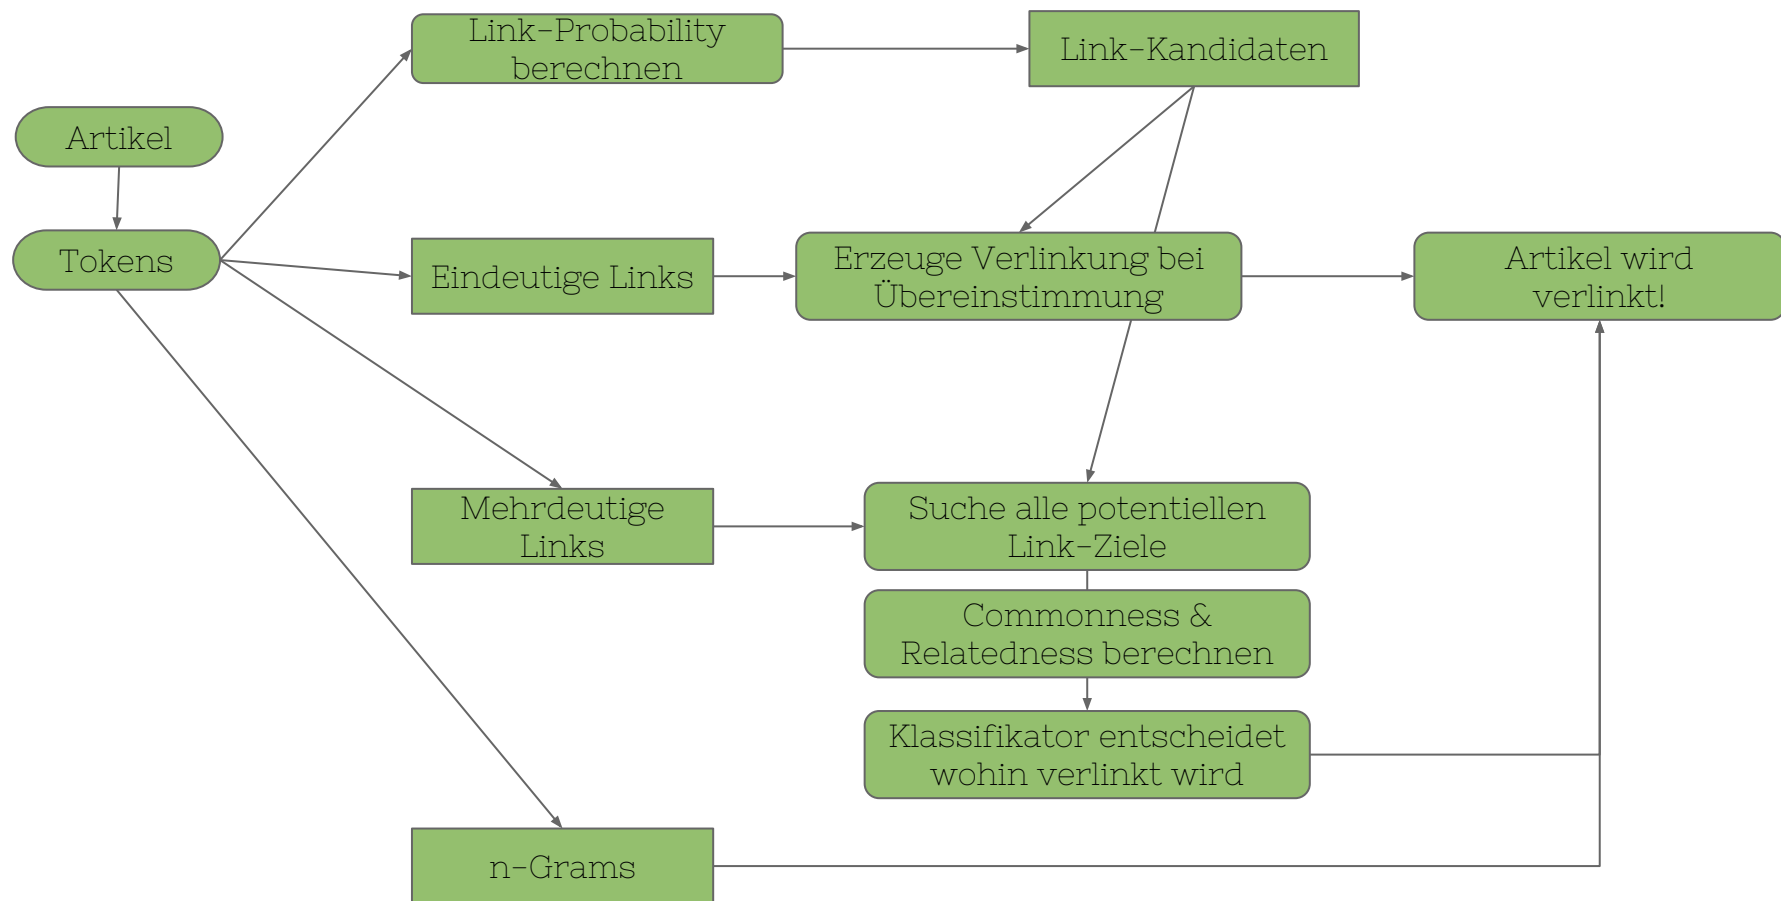 Link-Probability
berechnen
Link-Kandidaten
Artikel
Tokens
Eindeutige Links
Erzeuge Verlinkung bei
Übereinstimmung
Artikel wird
verlinkt!
Mehrdeutige
Links
Suche alle potentiellen
Link-Ziele
Commonness &
Relatedness berechnen
Klassifikator entscheidet
wohin verlinkt wird
n-Grams